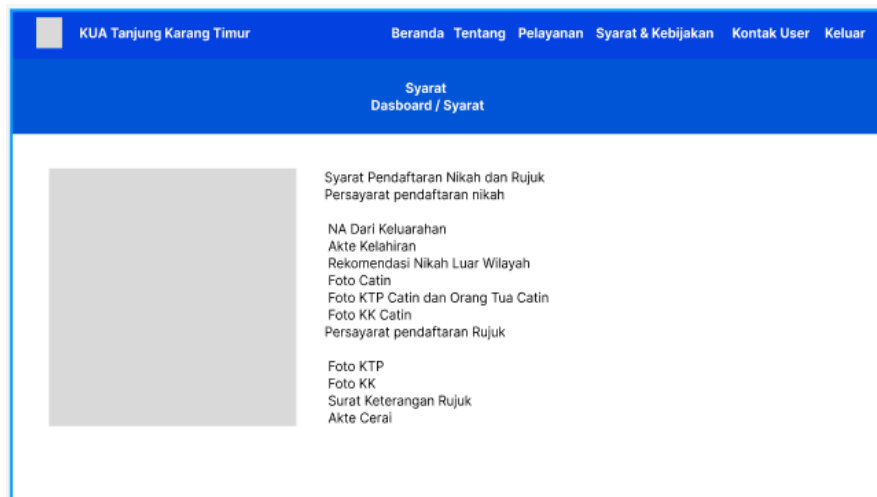 KUA Tanjung Karang Timur
Beranda Tentang Pelayanan Syarat & Kebijakan Kontak User Keluar
Syarat
Dasboard / Syarat
Syarat Pendaftaran Nikah dan Rujuk
Persayarat pendaftaran nikah
NA Dari Keluarahan
Akte Kelahiran
Rekomendasi Nikah Luar Wilayah
Foto Catin
Foto KTP Catin dan Orang Tua Catin
Foto KK Catin
Persayarat pendaftaran Rujuk
Foto KTP
Foto KK
Surat Keterangan Rujuk
Akte Cerai